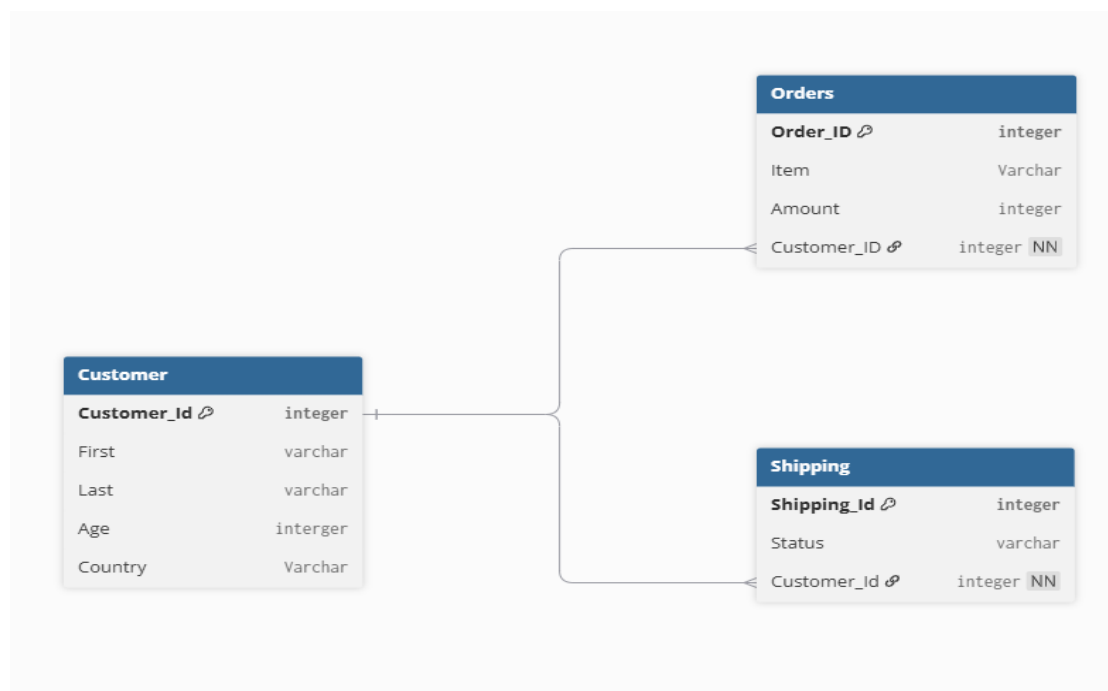 Orders
Order_ID integer
Item Varchar
Amount integer
Customer_ID integer NN
Customer
Customer_Id integer
First varchar
Last varchar
Age interger
Country Varchar
Shipping
Shipping_Id integer
Status varchar
Customer_Id integer NN